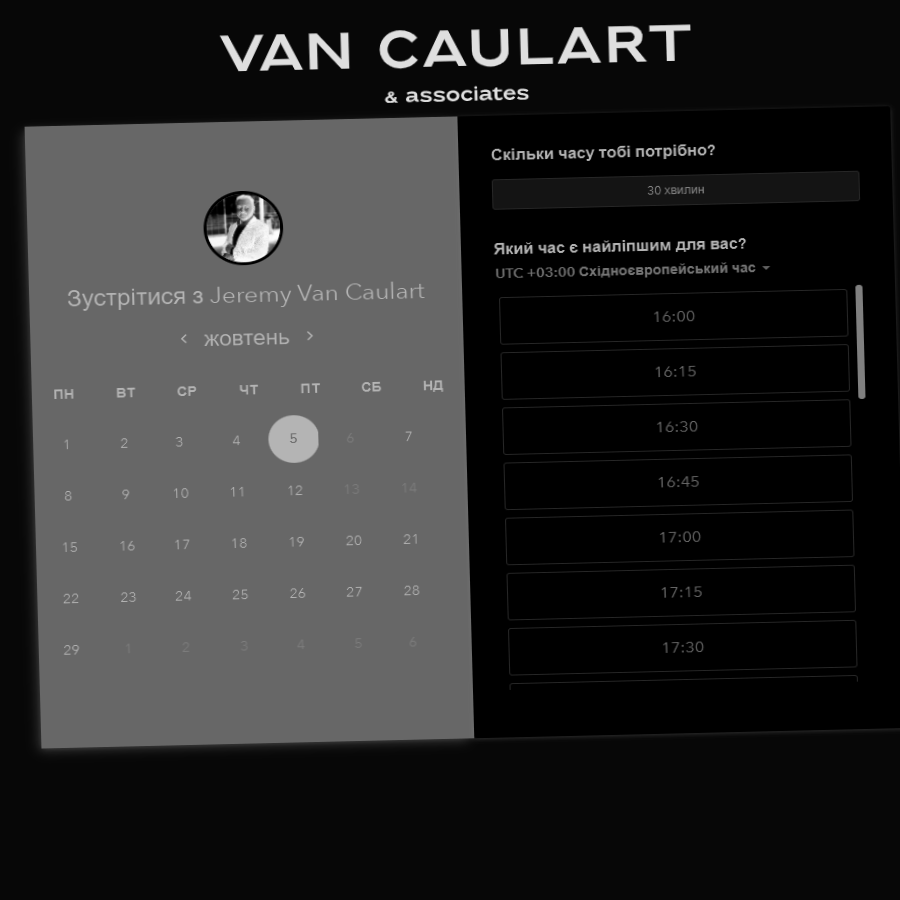 VAN CAULART
& associates
Зустрітися з Jeremy Van Caulart
жовтень
ПН ВТ СР ЧТ ПТ СБ НД
1 2 3 4 5 6 7
8 9 10 11 12 13 14
15 16 17 18 19 20 21
22 23 24 25 26 27 28
29 1 2 3 4 5 6
Скільки часу тобі потрібно?
30 хвилин
Який час є найліпшим для вас?
UTC +03:00 Східноєвропейський час
16:00
16:15
16:30
16:45
17:00
17:15
17:30